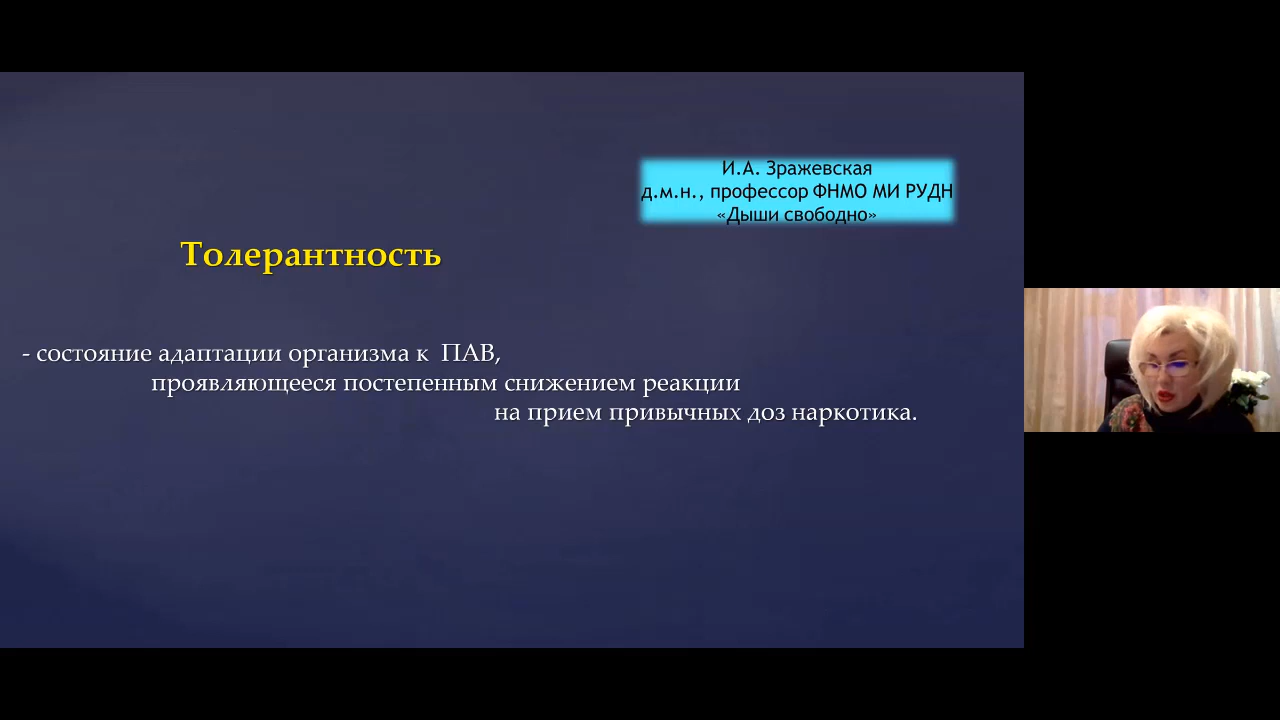 И.А. Зражевская
д.м.н., профессор ФНМО МИ РУДН
«Дыши свободно»
Толерантность
- состояние адаптации организма к ПАВ,
проявляющееся постепенным снижением реакции
на прием привычных доз наркотика.